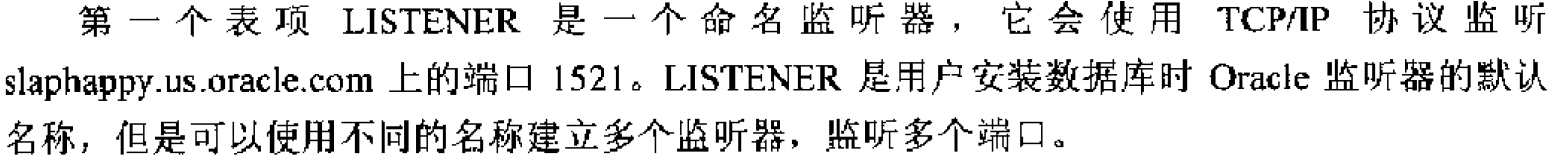 第一个表项 LISTENER 是一个命名监听器，它会使用 TCP/IP 协议监听
slaphappy.us.oracle.com 上的端口 1521。LISTENER 是用户安装数据库时 Oracle 监听器的默认
名称，但是可以使用不同的名称建立多个监听器，监听多个端口。